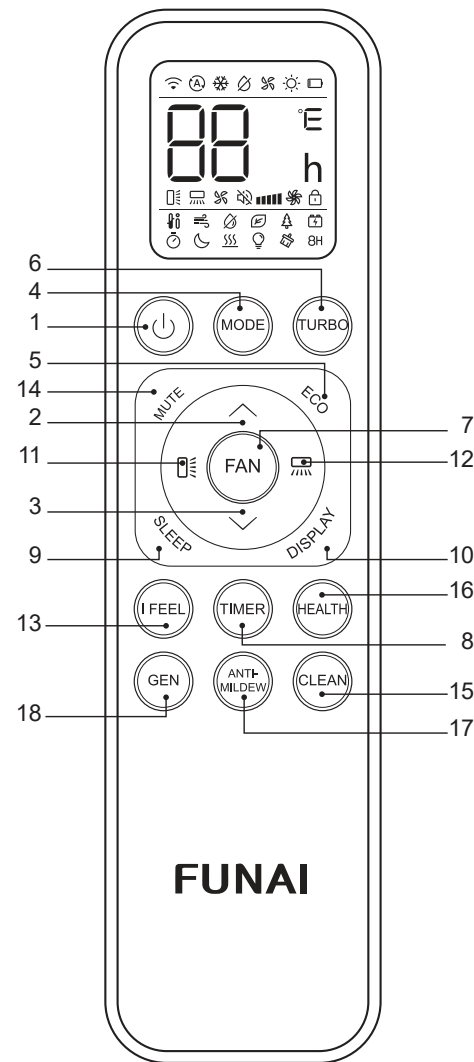 88 °E
h
8H
6
4
1
MODE
TURBO
5
14
MUTE
ECO
2
7
11
FAN
12
3
SLEEP
DISPLAY
9
10
16
I FEEL
TIMER
HEALTH
13
8
GEN
ANTI-
MILDEW
CLEAN
18
15
17
FUNAI